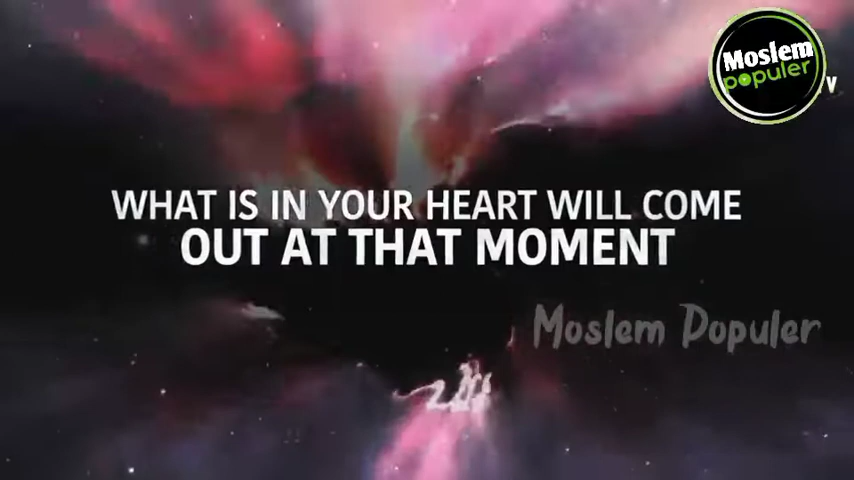 Moslem
populer
V
WHAT IS IN YOUR HEART WILL COME
OUT AT THAT MOMENT
Moslem Populer